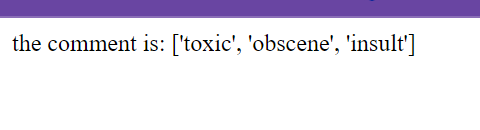 the comment is: ['toxic', 'obscene', 'insult']